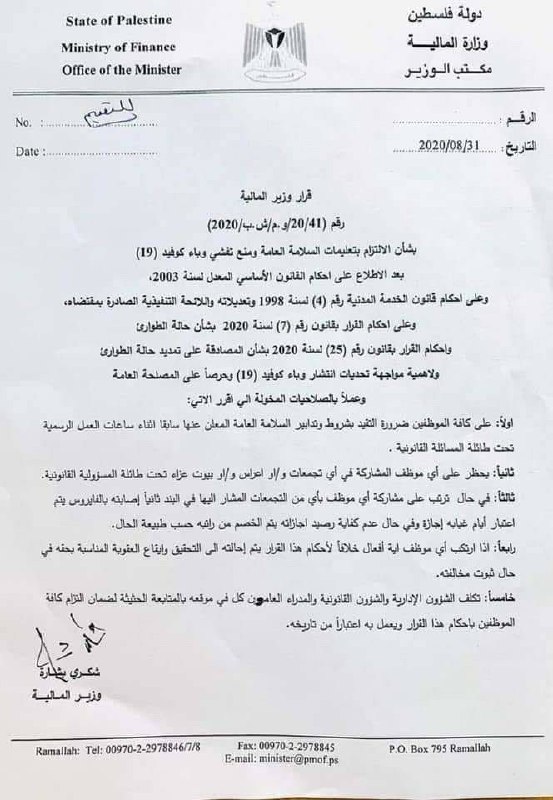 State of Palestine
Ministry of Finance
Office of the Minister
دولة فلسطين
وزارة المالية
مكتب الوزير
No. :
للتعميم
Date :
الرقم :
التاريخ : 2020/08/31
قرار وزير المالية
رقم (20/41/و.م/ش.ب/2020)
بشأن الالتزام بتعليمات السلامة العامة ومنع تفشي وباء كوفيد (19)
بعد الاطلاع على احكام القانون الأساسي المعدل لسنة 2003،
وعلى احكام قانون الخدمة المدنية رقم (4) لسنة 1998 وتعديلاته واللائحة التنفيذية الصادرة بمقتضاه،
وعلى احكام القرار بقانون رقم (7) لسنة 2020 بشأن حالة الطوارئ
واحكام القرار بقانون رقم (25) لسنة 2020 بشأن المصادقة على تمديد حالة الطوارئ
ولاهمية مواجهة تحديات انتشار وباء كوفيد (19) وحرصاً على المصلحة العامة
وعملاً بالصلاحيات المخولة الي اقرر الاتي:
اولاً: على كافة الموظفين ضرورة التقيد بشروط وتدابير السلامة العامة المعلن عنها سابقا اثناء ساعات العمل الرسمية
تحت طائلة المسائلة القانونية .
ثانياً: يحظر على أي موظف المشاركة في أي تجمعات و/ار اعراس و/ار بيوت عزاء تحت طائلة المسؤولية القانونية.
ثالثاً: في حال ترتب على مشاركة أي موظف بأي من التجمعات المشار اليها في البند ثانياً إصابته بالفايروس يتم
اعتبار أيام غيابه إجازة وفي حال عدم كفاية رصيد اجازاته يتم الخصم من راتبه حسب طبيعة الحال.
رابعاً: اذا ارتكب أي موظف اية أفعال خلافاً لأحكام هذا القرار يتم إحالته الى التحقيق وإيقاع العقوبة المناسبة بحقه في
حال ثبوت مخالفته.
خامساً: تكلف الشؤون الإدارية والشؤون القانونية والمدراء العامون كل في موقعه بالمتابعة الحثيثة لضمان التزام كافة
الموظفين باحكام هذا القرار ويعمل به اعتباراً من تاريخه.
شكري بشارة
وزير المالية
Ramallah: Tel: 00970-2-2978846/7/8
Fax: 00970-2-2978845
E-mail: minister@pmof.ps
P.O. Box 795 Ramallah